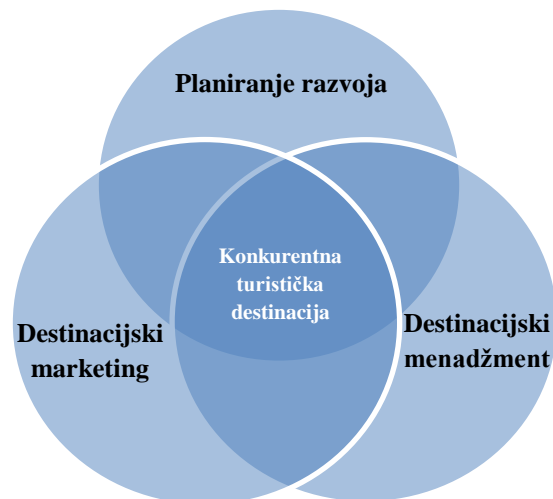 Planiranje razvoja
Konkurentna
turistička
destinacija
Destinacijski
marketing
Destinacijski
menadžment